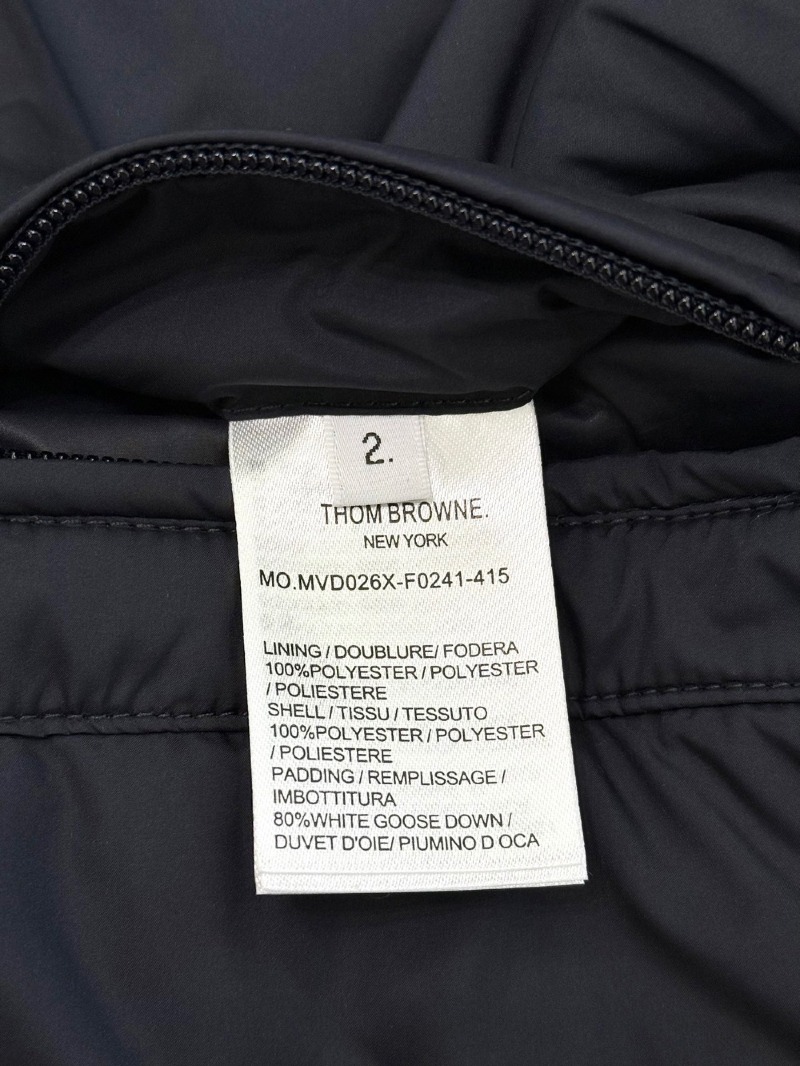 2.
THOM BROWNE.
NEW YORK
MO.MVD026X-F0241-415
LINING / DOUBLURE/ FODERA
100%POLYESTER / POLYESTER
/ POLIESTERE
SHELL / TISSU / TESSUTO
100%POLYESTER / POLYESTER
/ POLIESTERE
PADDING / REMPLISSAGE /
IMBOTTITURA
80%WHITE GOOSE DOWN /
DUVET D'OIE/ PIUMINO D OCA